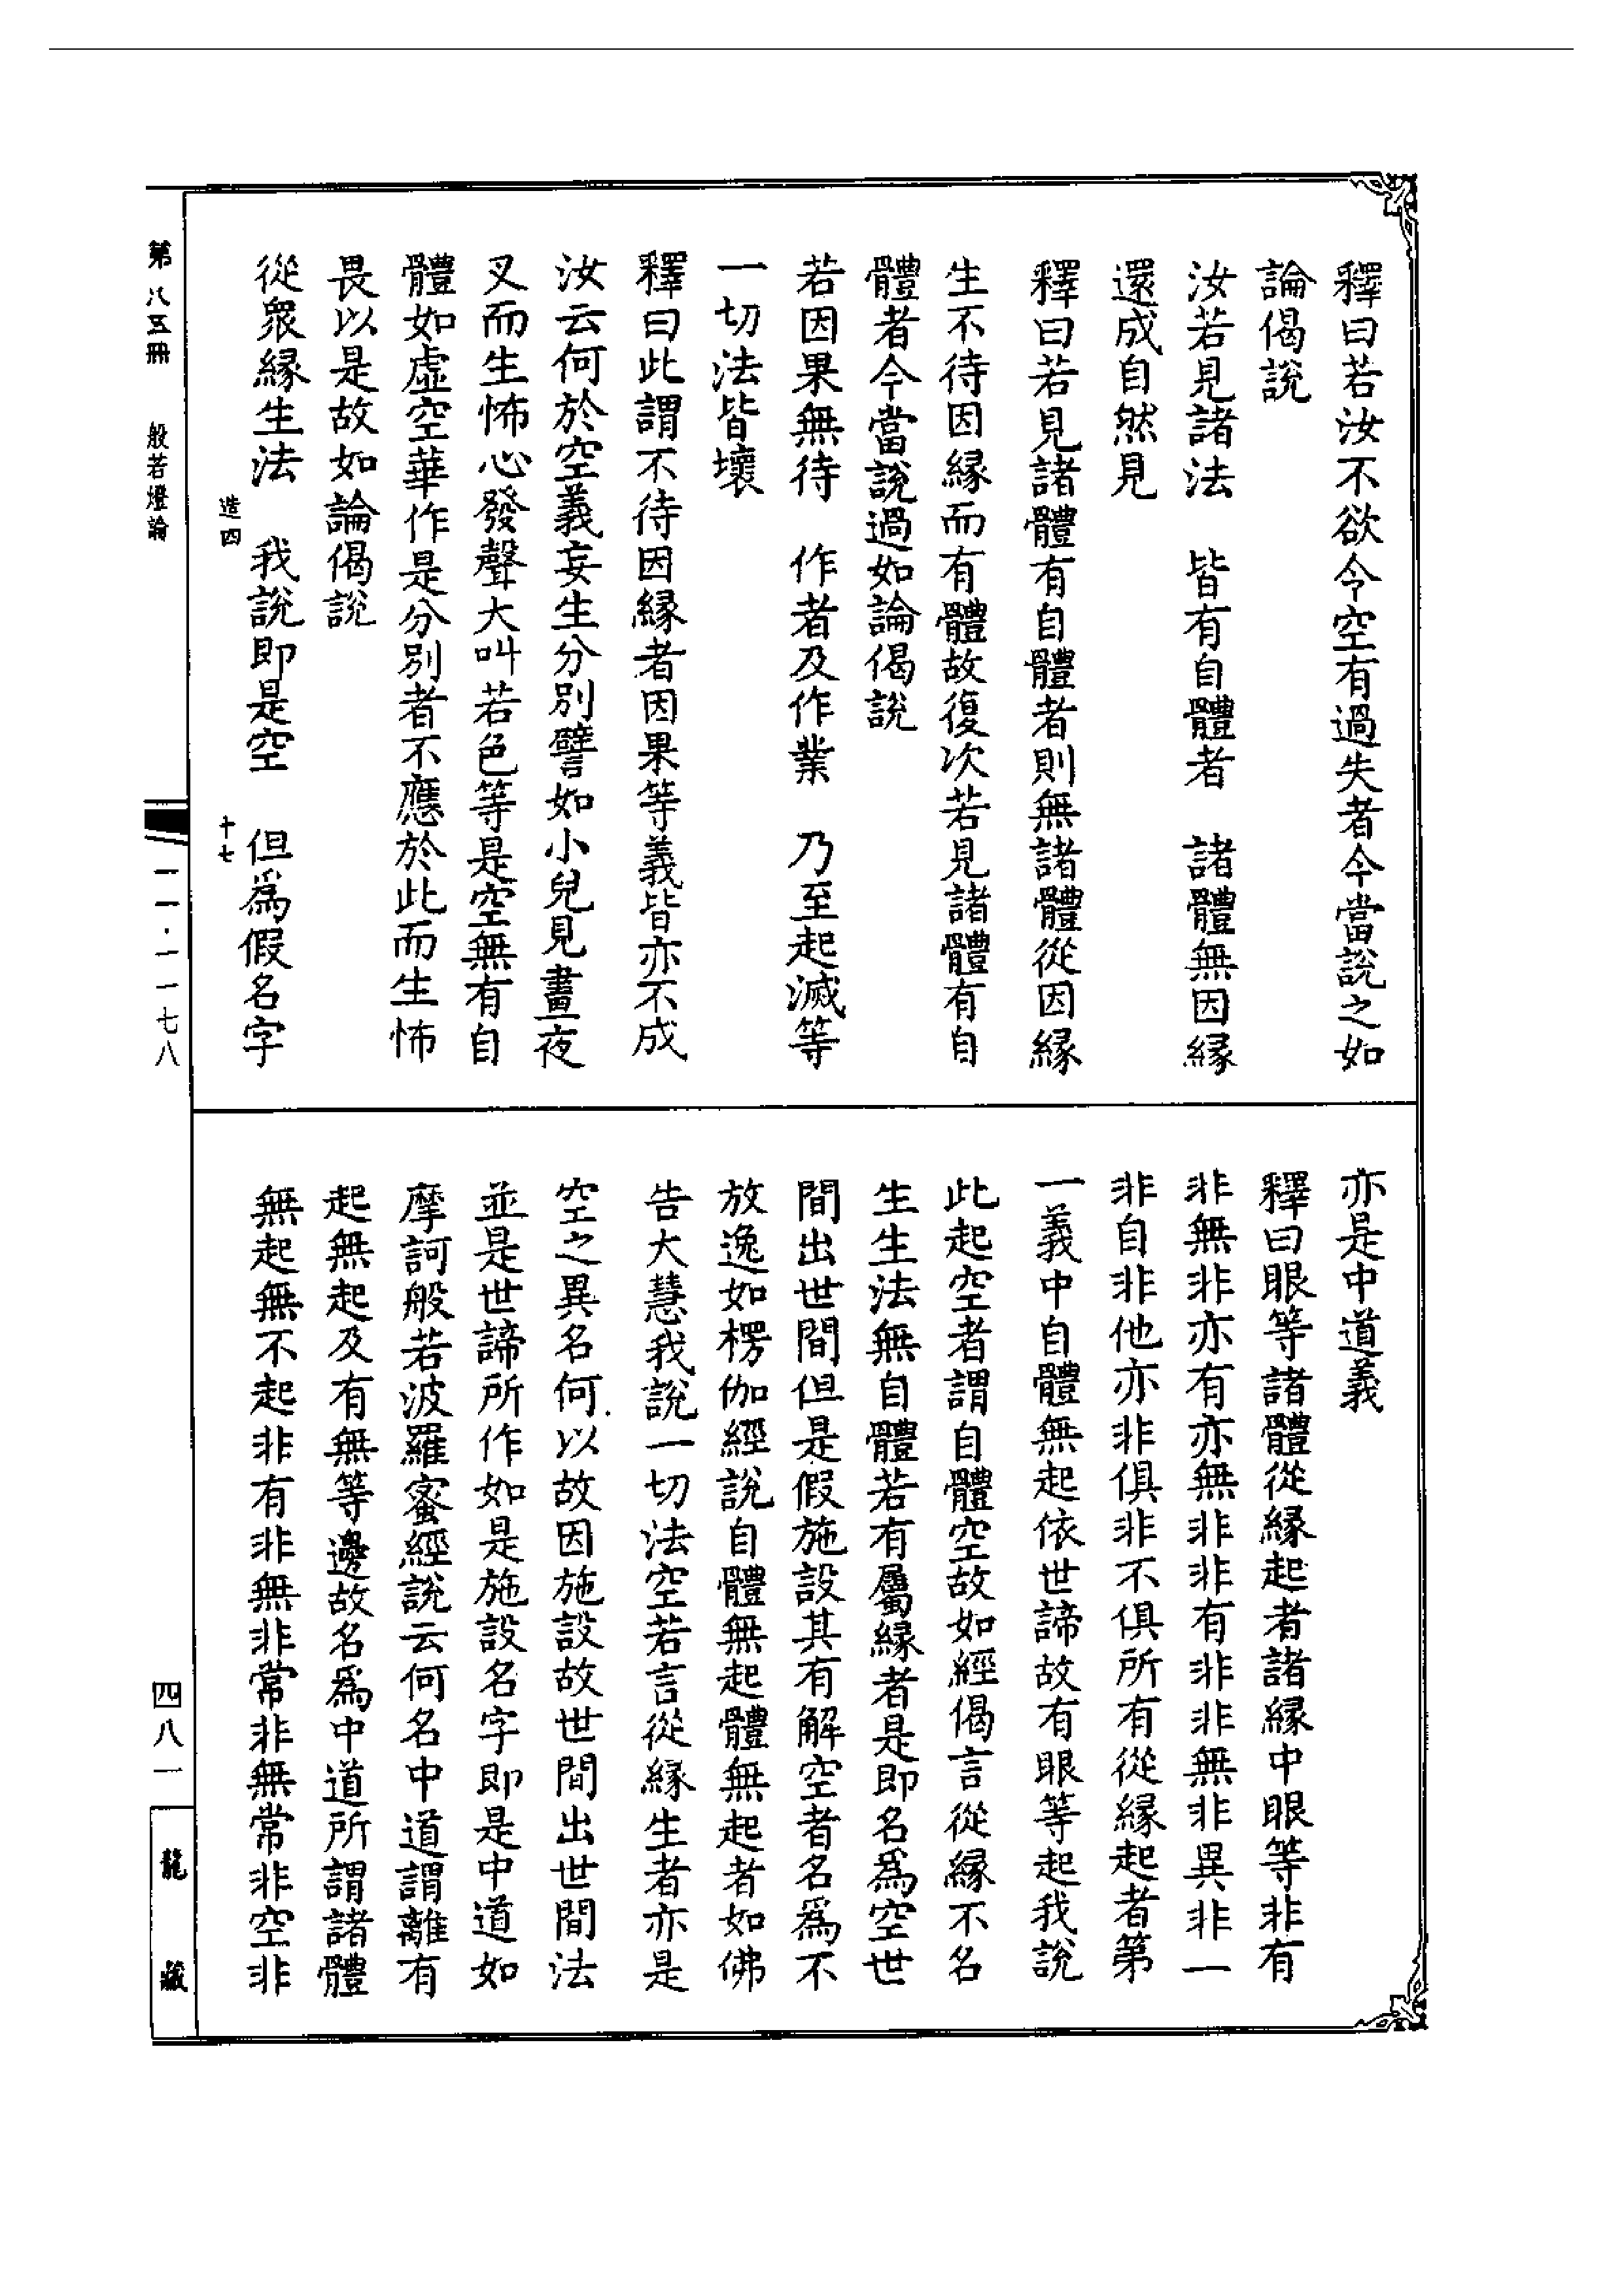 釋曰若汝不欲令空有過失者今當說之如
論偈說
汝若見諸法　皆有自體者　諸體無因緣
還成自然見
釋曰若見諸體有自體者則無諸體從因緣
生不待因緣而有體故復次若見諸體有自
體者今當說過如論偈說
若因果無待　作者及作業　乃至起滅等
一切法皆壞
釋曰此謂不待因緣者因果等義皆亦不成
汝云何於空義妄生分別譬如小兒見畫夜
叉而生怖心發聲大叫若色等是空無有自
體如虛空華作是分別者不應於此而生怖
畏以是故如論偈說
從眾緣生法　我說即是空　但為假名字
造四　十七
亦是中道義
釋曰眼等諸體從緣起者諸緣中眼等非有
非無非亦有亦無非非有非非無非異非一
非自非他亦非俱非不俱所有從緣起者第
一義中自體無起依世諦故有眼等起我說
此起空者謂自體空故如經偈言從緣不名
生生法無自體若有屬緣者是即名為空世
間出世間但是假施設其有解空者名為不
放逸如楞伽經說自體無起體無起者如佛
告大慧我說一切法空若言從緣生者亦是
空之異名何以故因施設故世間出世間法
並是世諦所作如是施設名字即是中道如
摩訶般若波羅蜜經說云何名中道謂離有
起無起及有無等邊故名為中道所謂諸體
無起無不起非有非無非常非無常非空非
第八五冊　般若燈論　二一·一一七八　四八一　龍藏